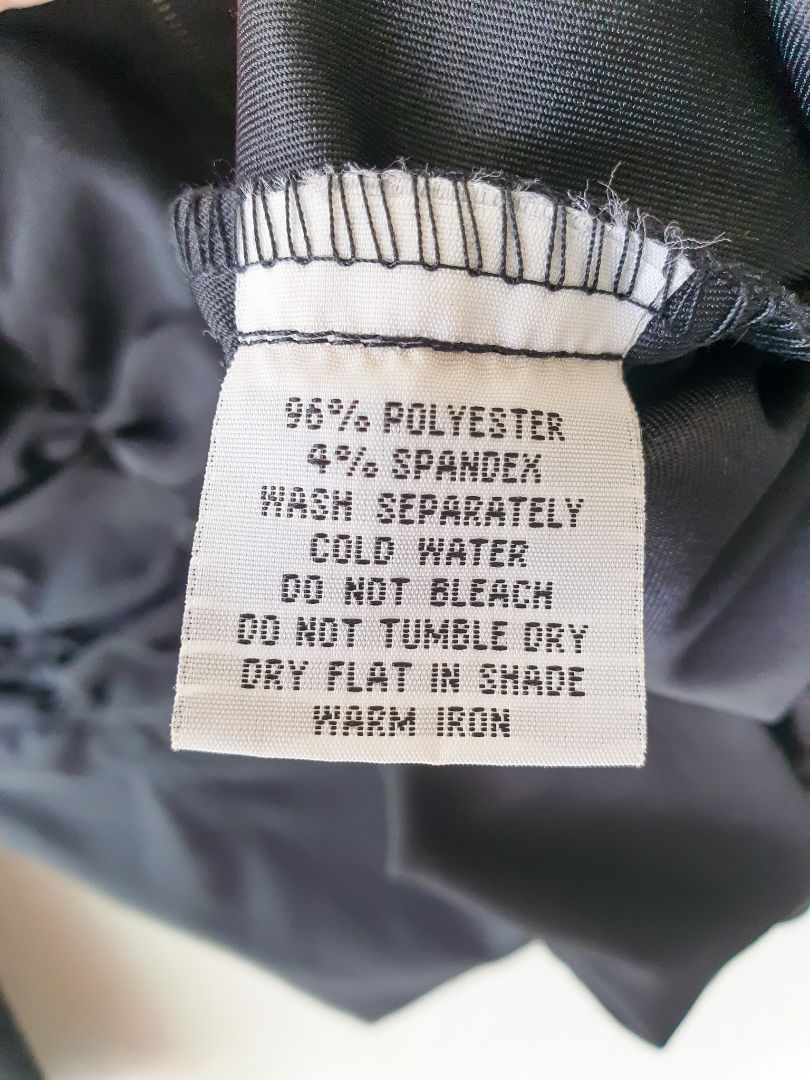 96% POLYESTER
4% SPANDEX
WASH SEPARATELY
COLD WATER
DO NOT BLEACH
DO NOT TUMBLE DRY
DRY FLAT IN SHADE
WARM IRON